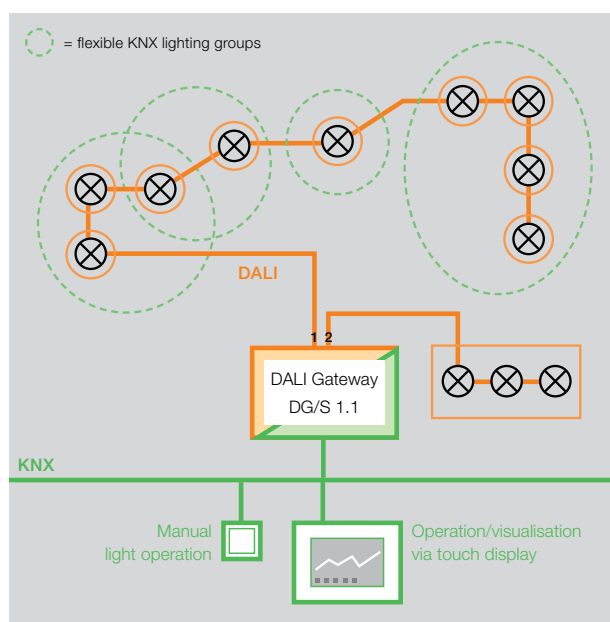 = flexible KNX lighting groups
DALI
1 2
DALI Gateway
DG/S 1.1
KNX
Manual
light operation
Operation/visualisation
via touch display